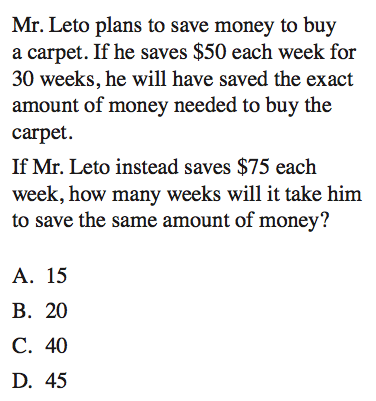 Mr. Leto plans to save money to buy
a carpet. If he saves $50 each week for
30 weeks, he will have saved the exact
amount of money needed to buy the
carpet.
If Mr. Leto instead saves $75 each
week, how many weeks will it take him
to save the same amount of money?
A. 15
B. 20
C. 40
D. 45